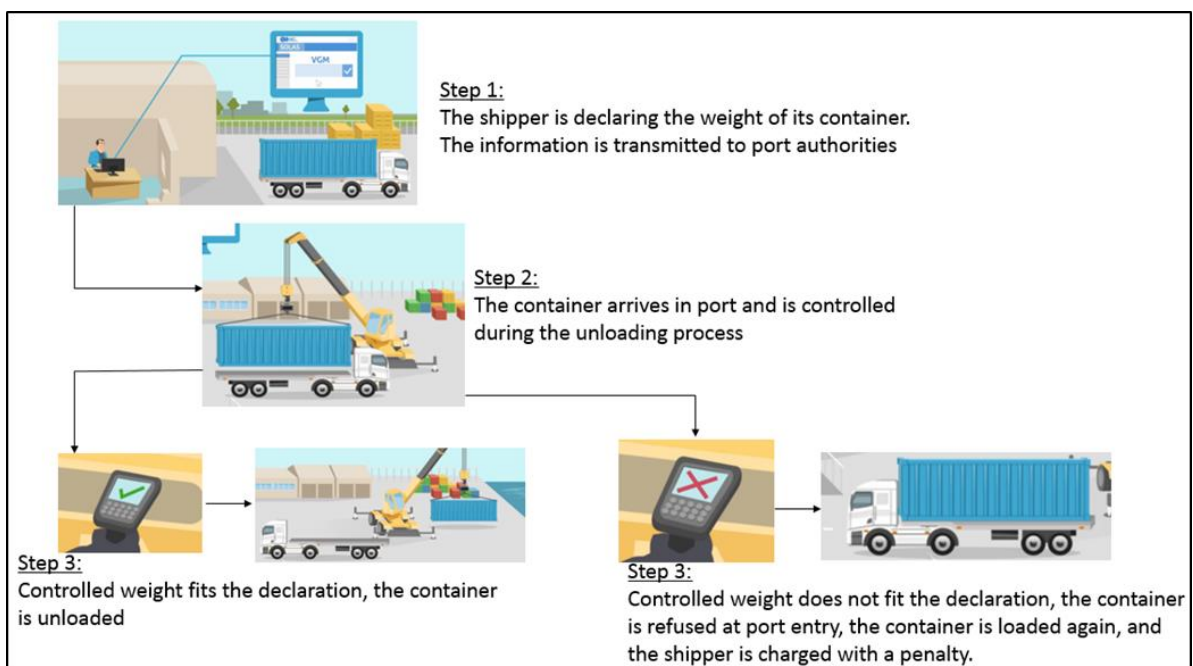 SOLAS
VGM
Step 1:
The shipper is declaring the weight of its container.
The information is transmitted to port authorities
Step 2:
The container arrives in port and is controlled
during the unloading process
Step 3:
Controlled weight fits the declaration, the container
is unloaded
Step 3:
Controlled weight does not fit the declaration, the container
is refused at port entry, the container is loaded again, and
the shipper is charged with a penalty.